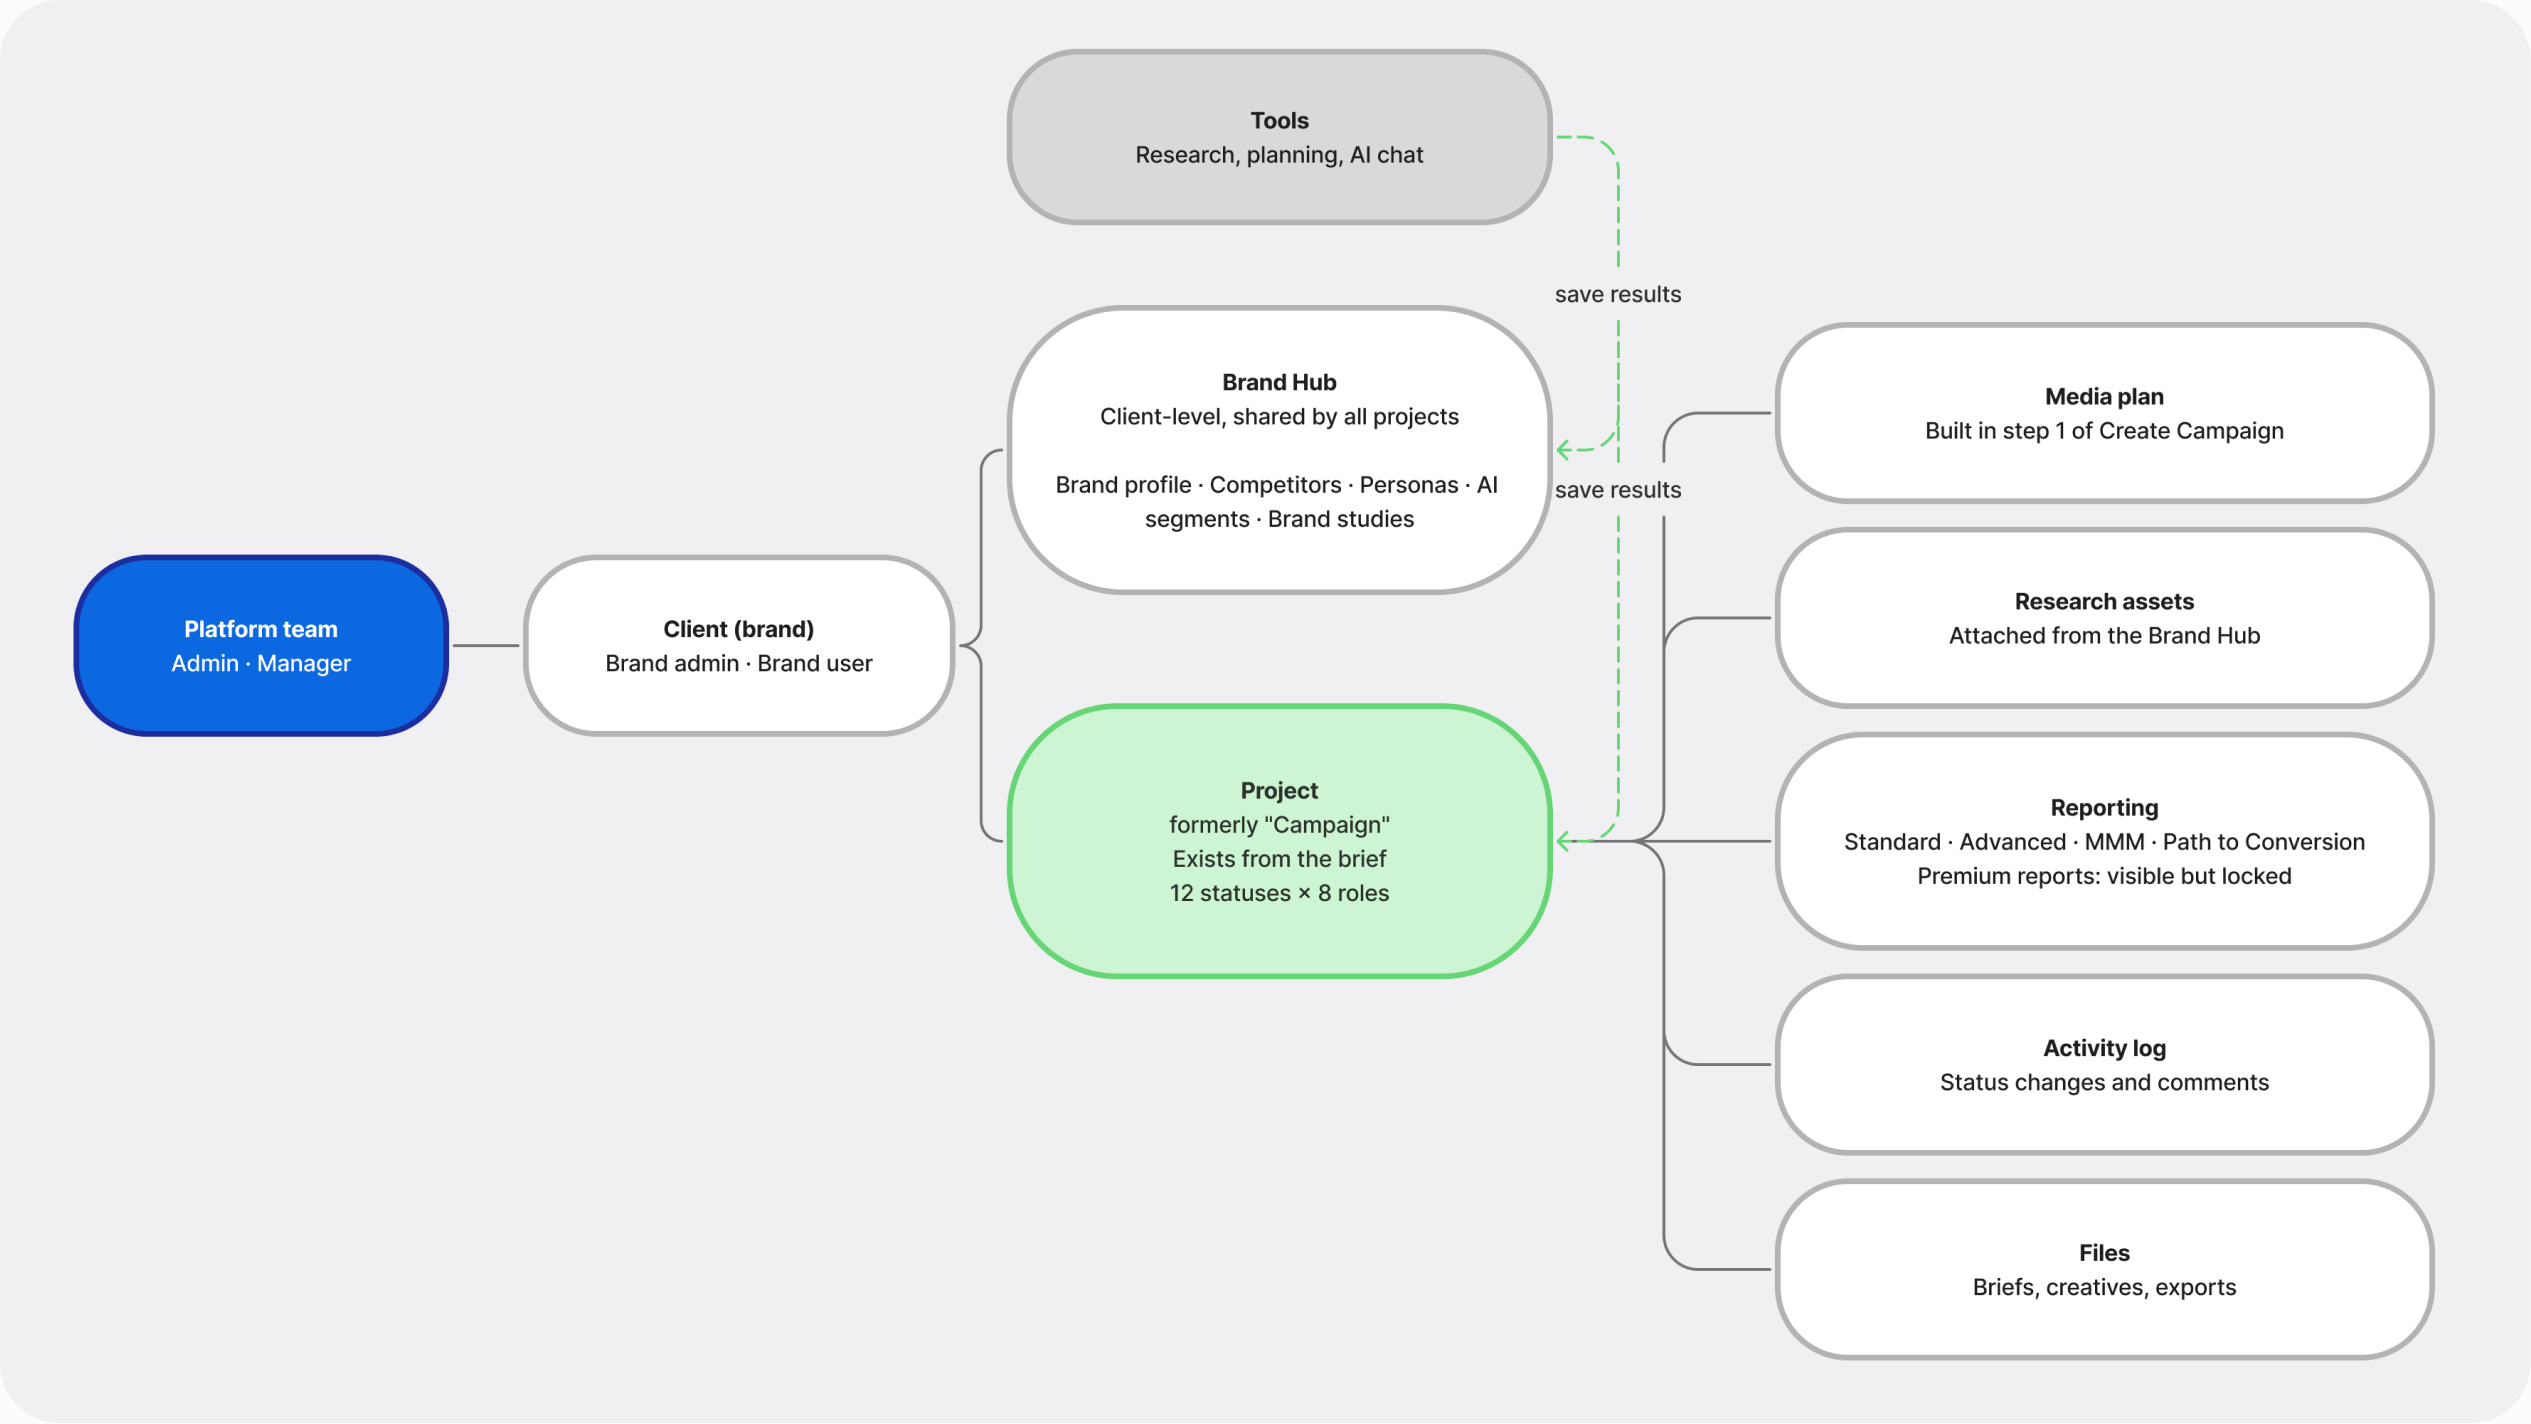 Tools
Research, planning, AI chat
save results
Brand Hub
Client-level, shared by all projects
Brand profile · Competitors · Personas · AI
segments · Brand studies
save results
Platform team
Admin · Manager
Client (brand)
Brand admin · Brand user
Project
formerly "Campaign"
Exists from the brief
12 statuses × 8 roles
Media plan
Built in step 1 of Create Campaign
Research assets
Attached from the Brand Hub
Reporting
Standard · Advanced · MMM · Path to Conversion
Premium reports: visible but locked
Activity log
Status changes and comments
Files
Briefs, creatives, exports